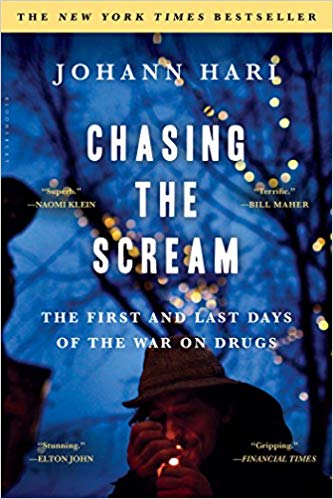 THE NEW YORK TIMES BESTSELLER
JOHANN HARI
BLOOMSBURY
CHASING
THE
SCREAM
"Superb."
—NAOMI KLEIN
"Terrific."
—BILL MAHER
THE FIRST AND LAST DAYS
OF THE WAR ON DRUGS
"Stunning."
—ELTON JOHN
"Gripping."
—FINANCIAL TIMES